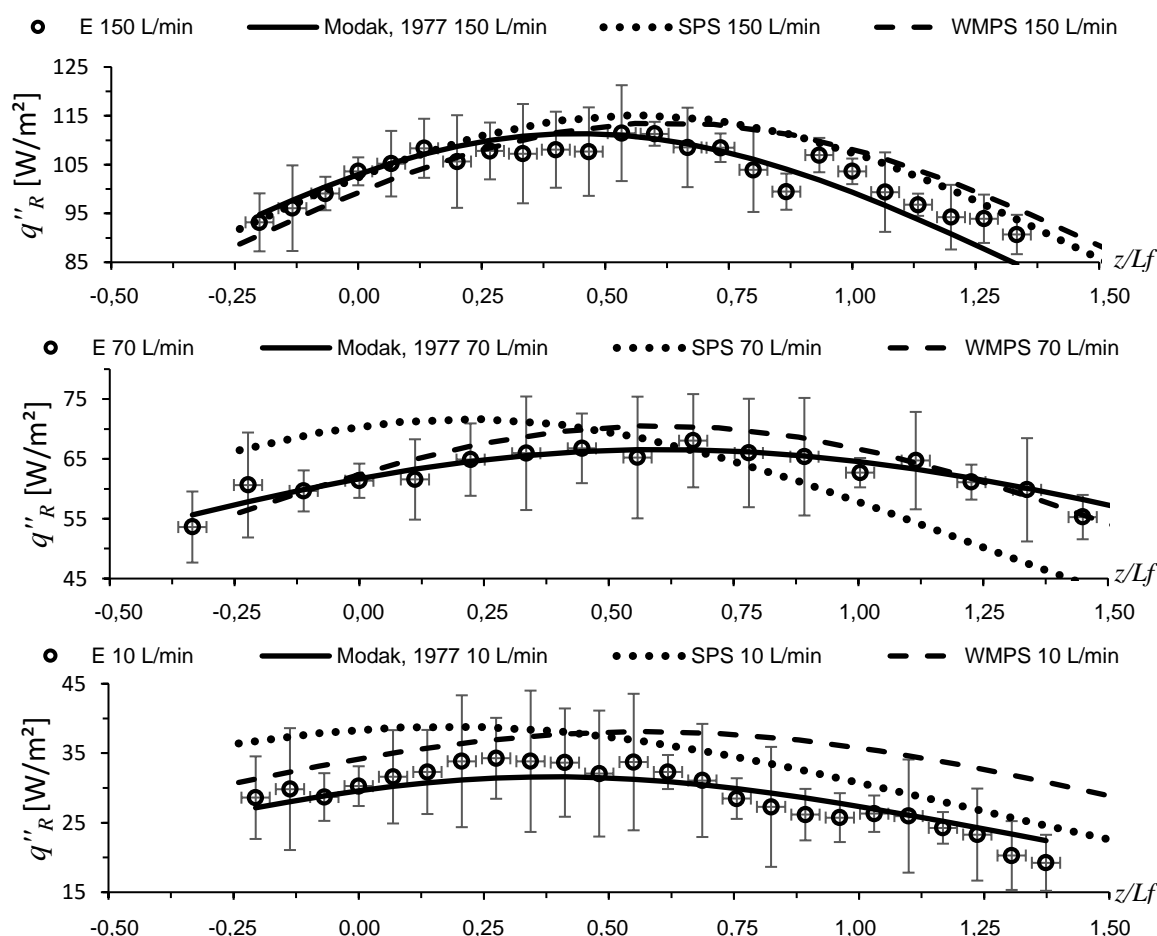 E 150 L/min Modak, 1977 150 L/min SPS 150 L/min WMPS 150 L/min
125
115
105
95
85
q''R [W/m²]
z/Lf
-0,50 -0,25 0,00 0,25 0,50 0,75 1,00 1,25 1,50
E 70 L/min Modak, 1977 70 L/min SPS 70 L/min WMPS 70 L/min
75
65
55
45
q''R [W/m²]
z/Lf
-0,50 -0,25 0,00 0,25 0,50 0,75 1,00 1,25 1,50
E 10 L/min Modak, 1977 10 L/min SPS 10 L/min WMPS 10 L/min
45
35
25
15
q''R [W/m²]
z/Lf
-0,50 -0,25 0,00 0,25 0,50 0,75 1,00 1,25 1,50